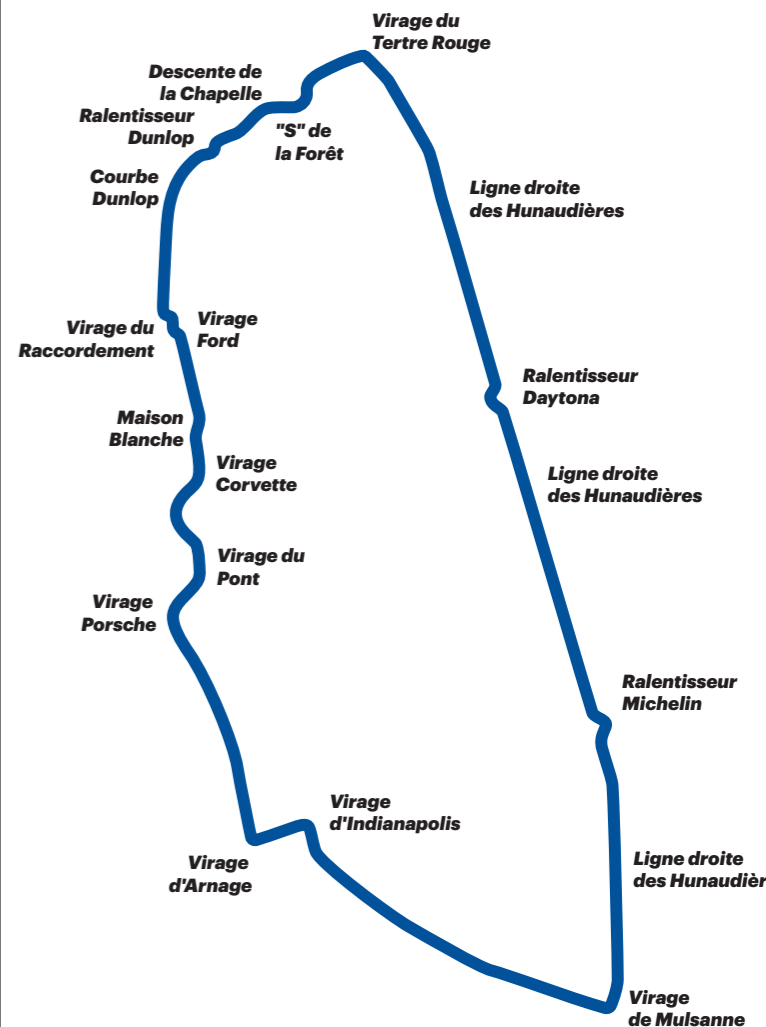 Virage du
Tertre Rouge
Descente de
la Chapelle
Ralentisseur
Dunlop
"S" de
la Forêt
Courbe
Dunlop
Ligne droite
des Hunaudières
Virage du
Raccordement
Virage
Ford
Ralentisseur
Daytona
Maison
Blanche
Virage
Corvette
Ligne droite
des Hunaudières
Virage du
Pont
Virage
Porsche
Ralentisseur
Michelin
Virage
d'Indianapolis
Virage
d'Arnage
Ligne droite
des Hunaudièr
Virage
de Mulsanne